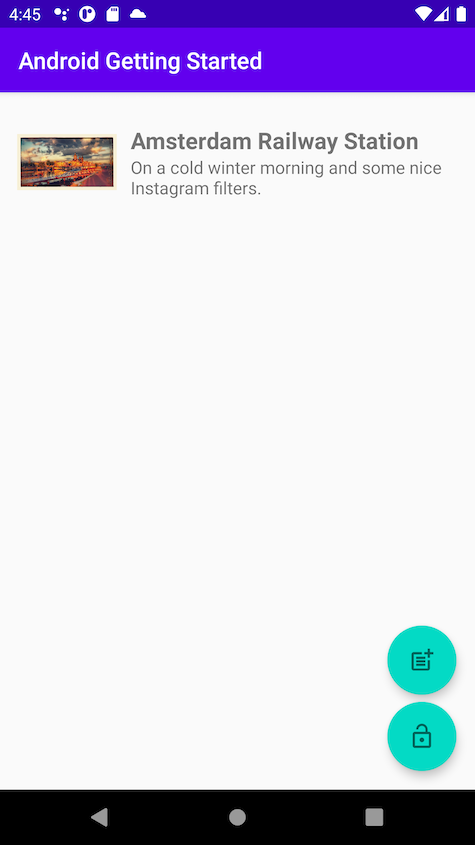 4:45
Android Getting Started
Amsterdam Railway Station
On a cold winter morning and some nice
Instagram filters.